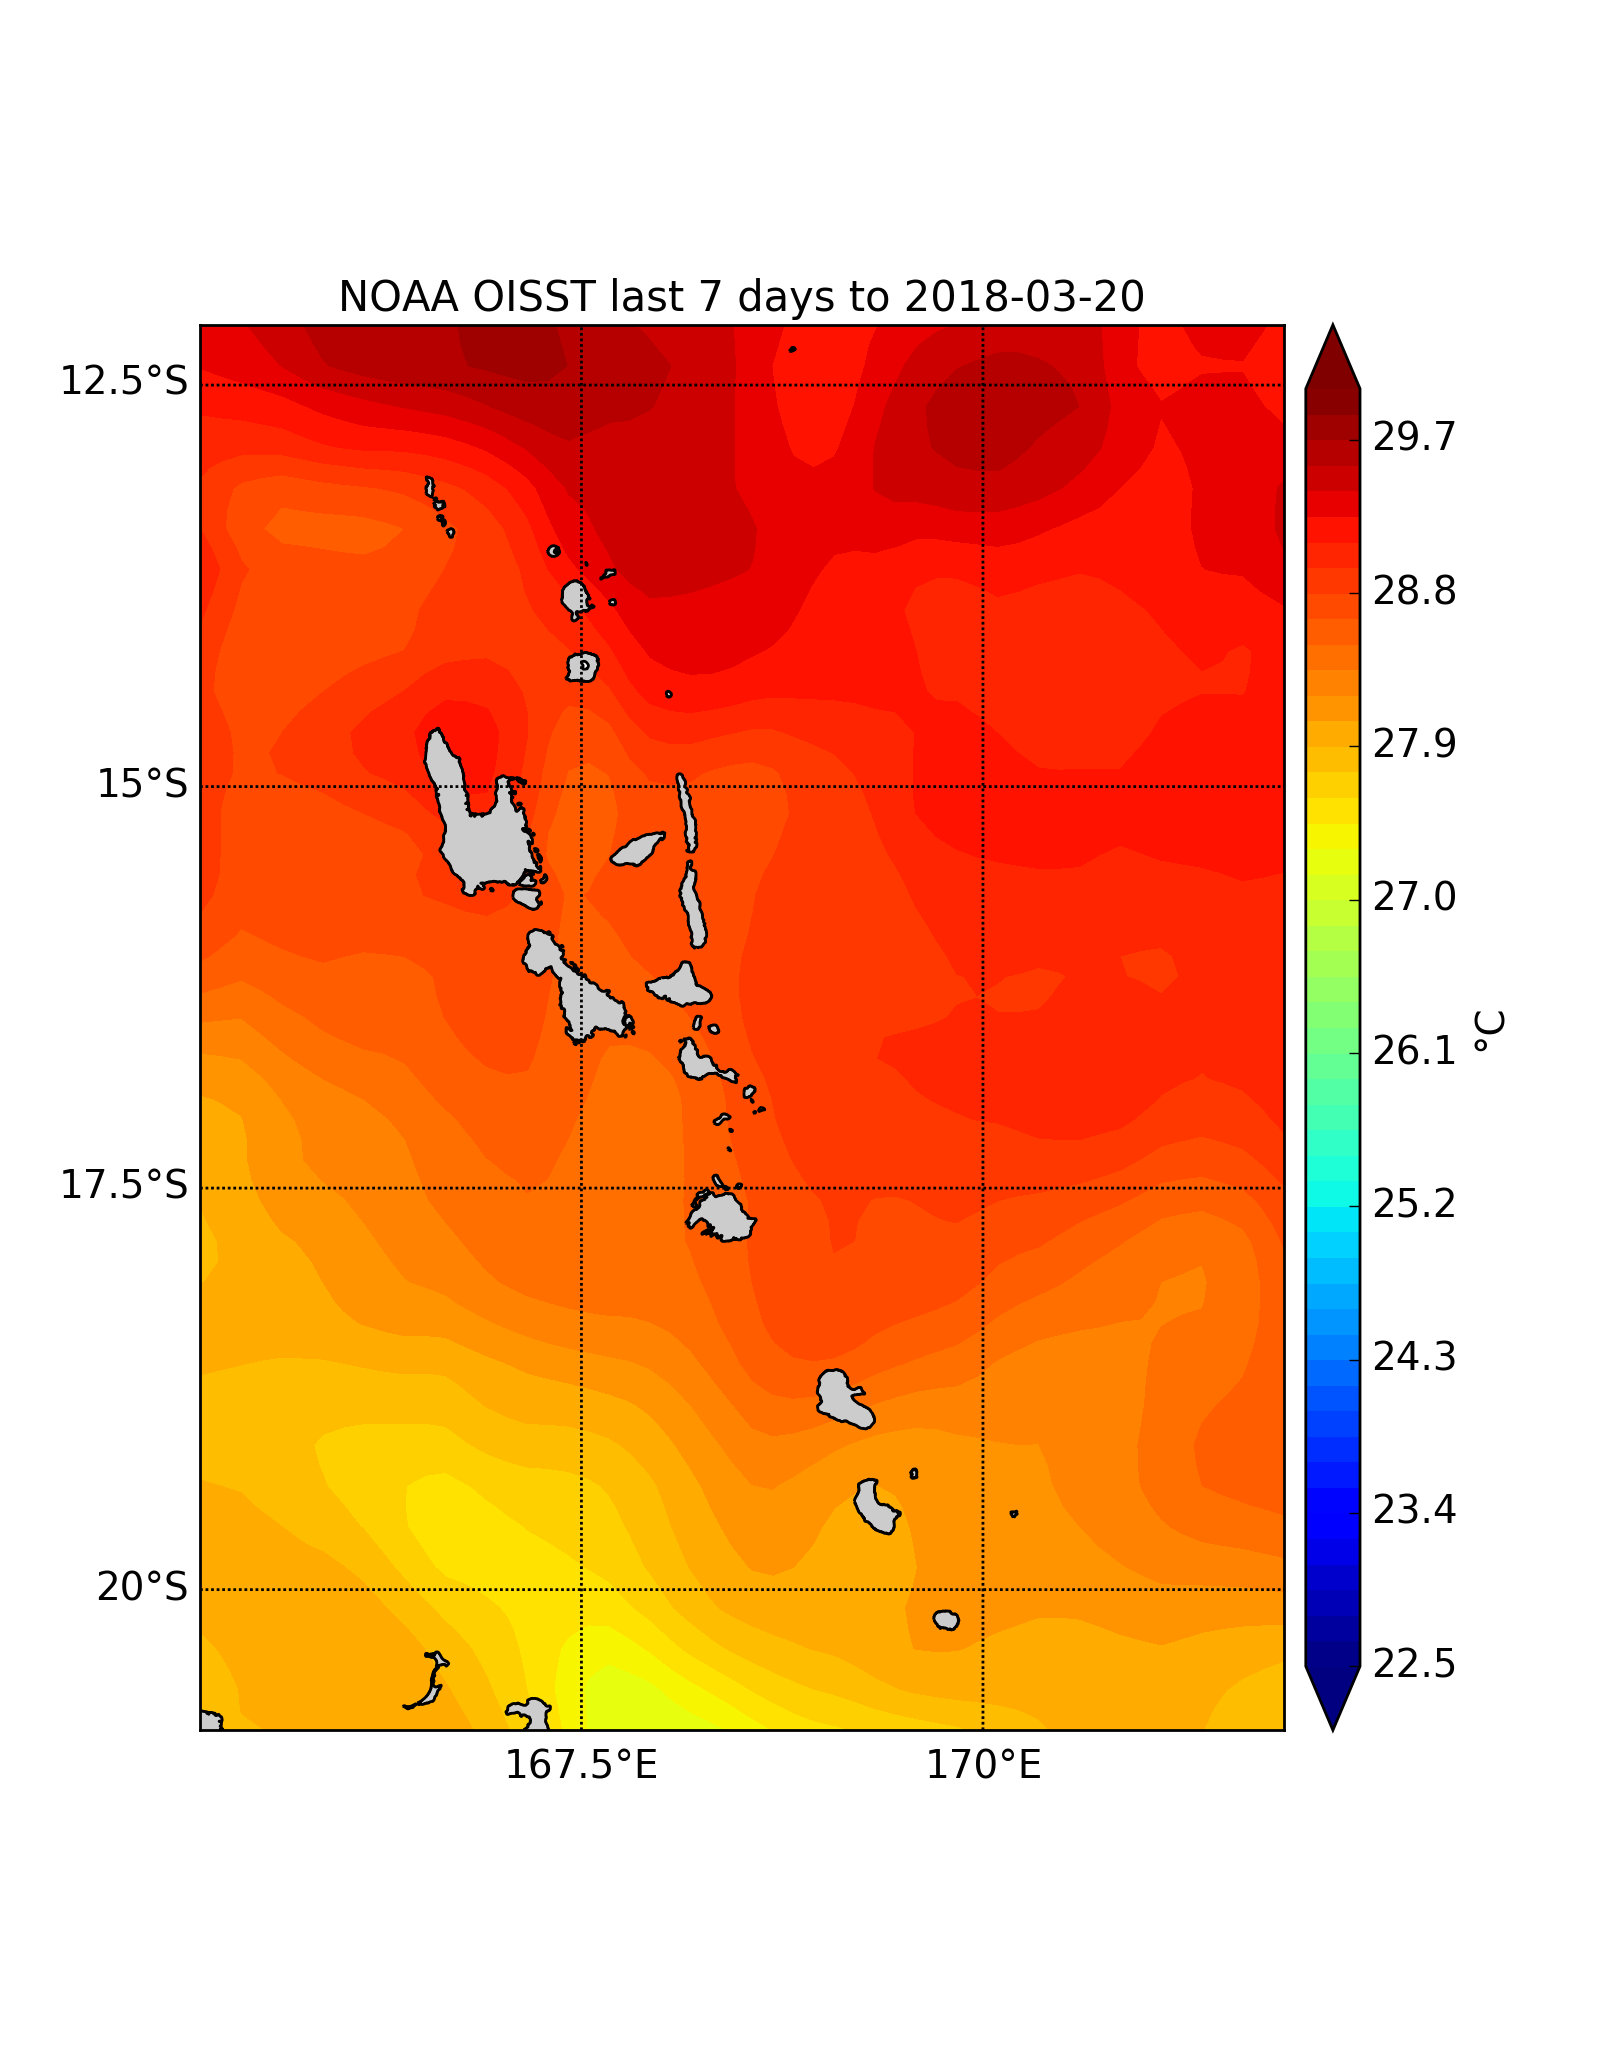 NOAA OISST last 7 days to 2018-03-20
12.5°S
15°S
17.5°S
20°S
167.5°E
170°E
29.7
28.8
27.9
27.0
26.1
25.2
24.3
23.4
22.5
°C